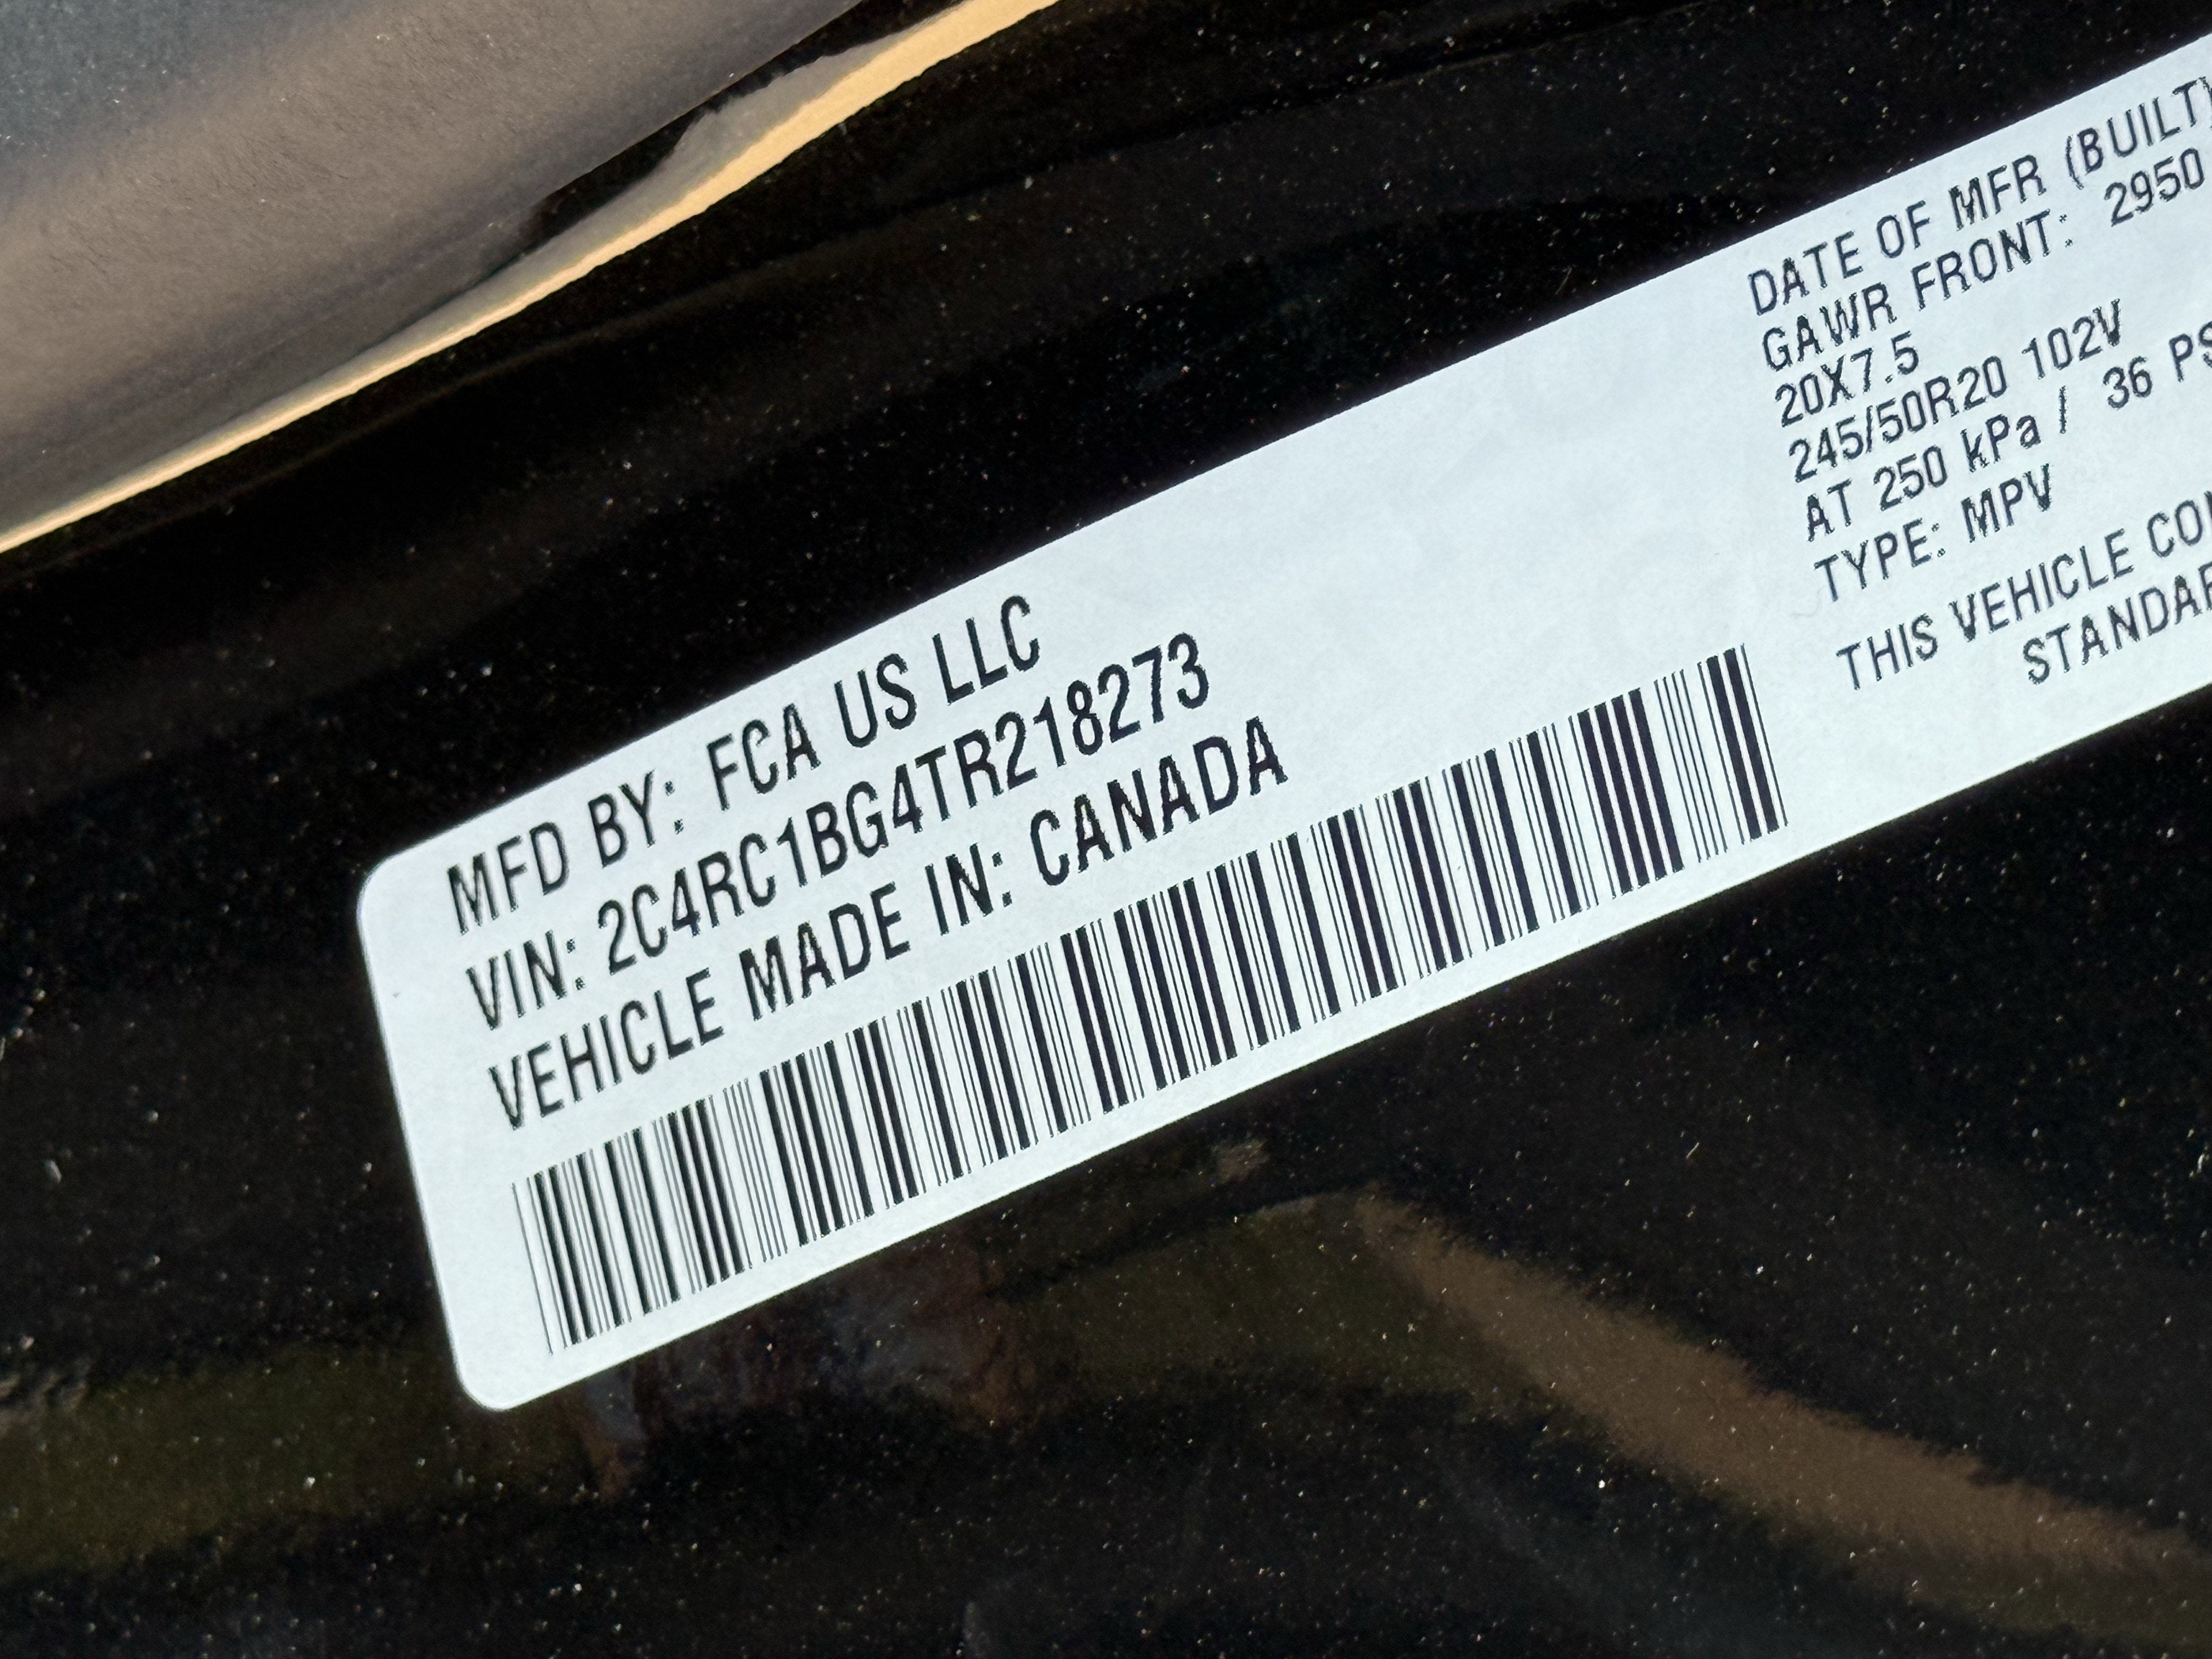 MFD BY: FCA US LLC
VIN: 2C4RC1BG4TR218273
VEHICLE MADE IN: CANADA
DATE OF MFR (BUILT)
GAWR FRONT: 2950
20X7.5
245/50R20 102V
AT 250 kPa / 36 PS
TYPE: MPV
THIS VEHICLE CO
STANDAR